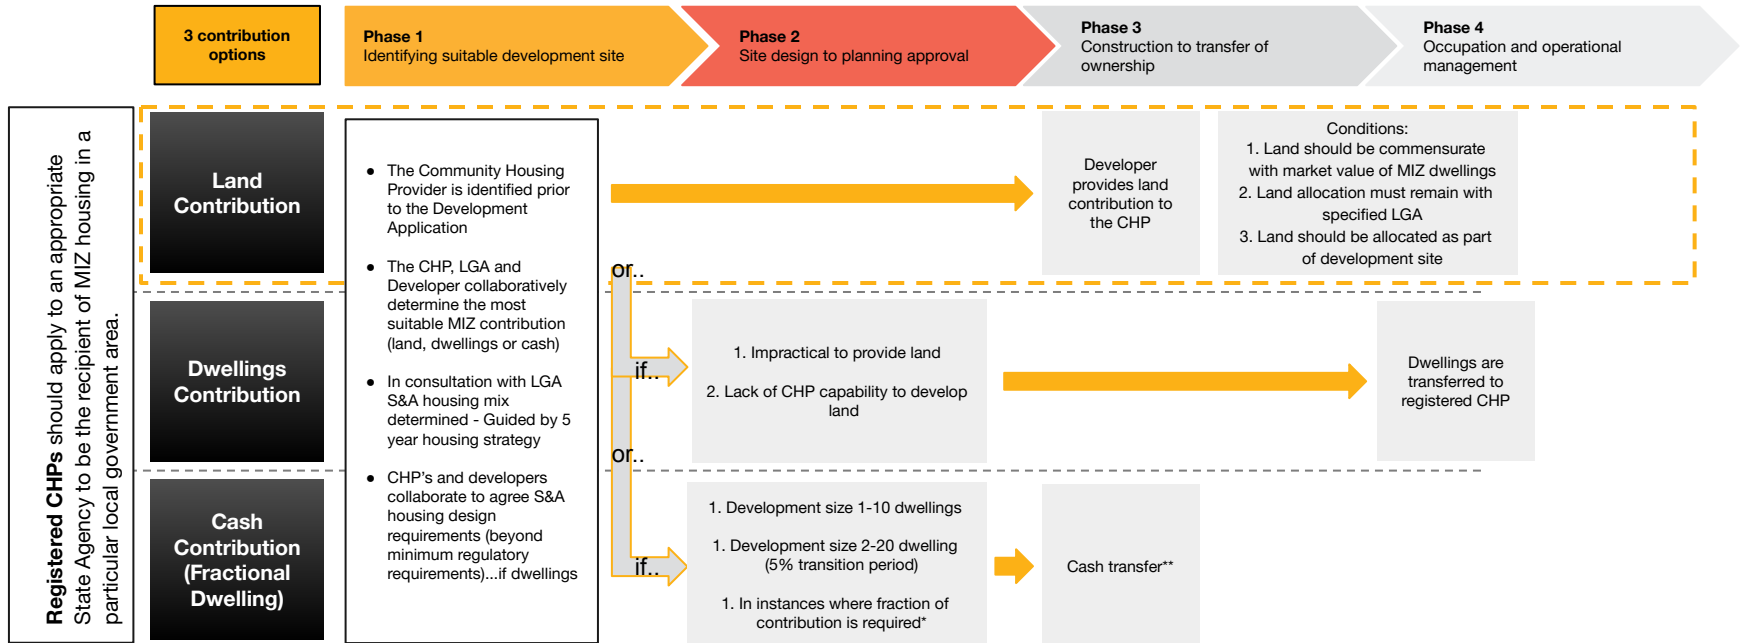 3 contribution
options
Phase 1
Identifying suitable development site
Phase 2
Site design to planning approval
Phase 3
Construction to transfer of
ownership
Phase 4
Occupation and operational
management
Registered CHPs should apply to an appropriate
State Agency to be the recipient of MIZ housing in a
particular local government area.
Land
Contribution
● The Community Housing
Provider is identified prior
to the Development
Application
● The CHP, LGA and
Developer collaboratively
determine the most
suitable MIZ contribution
(land, dwellings or cash)
● In consultation with LGA
S&A housing mix
determined - Guided by 5
year housing strategy
● CHP's and developers
collaborate to agree S&A
housing design
requirements (beyond
minimum regulatory
requirements)...if dwellings
Developer
provides land
contribution to
the CHP
Conditions:
1. Land should be commensurate
with market value of MIZ dwellings
2. Land allocation must remain with
specified LGA
3. Land should be allocated as part
of development site
or..
Dwellings
Contribution
if..
1. Impractical to provide land
2. Lack of CHP capability to develop
land
Dwellings are
transferred to
registered CHP
or..
Cash
Contribution
(Fractional
Dwelling)
if..
1. Development size 1-10 dwellings
1. Development size 2-20 dwelling
(5% transition period)
1. In instances where fraction of
contribution is required*
Cash transfer**